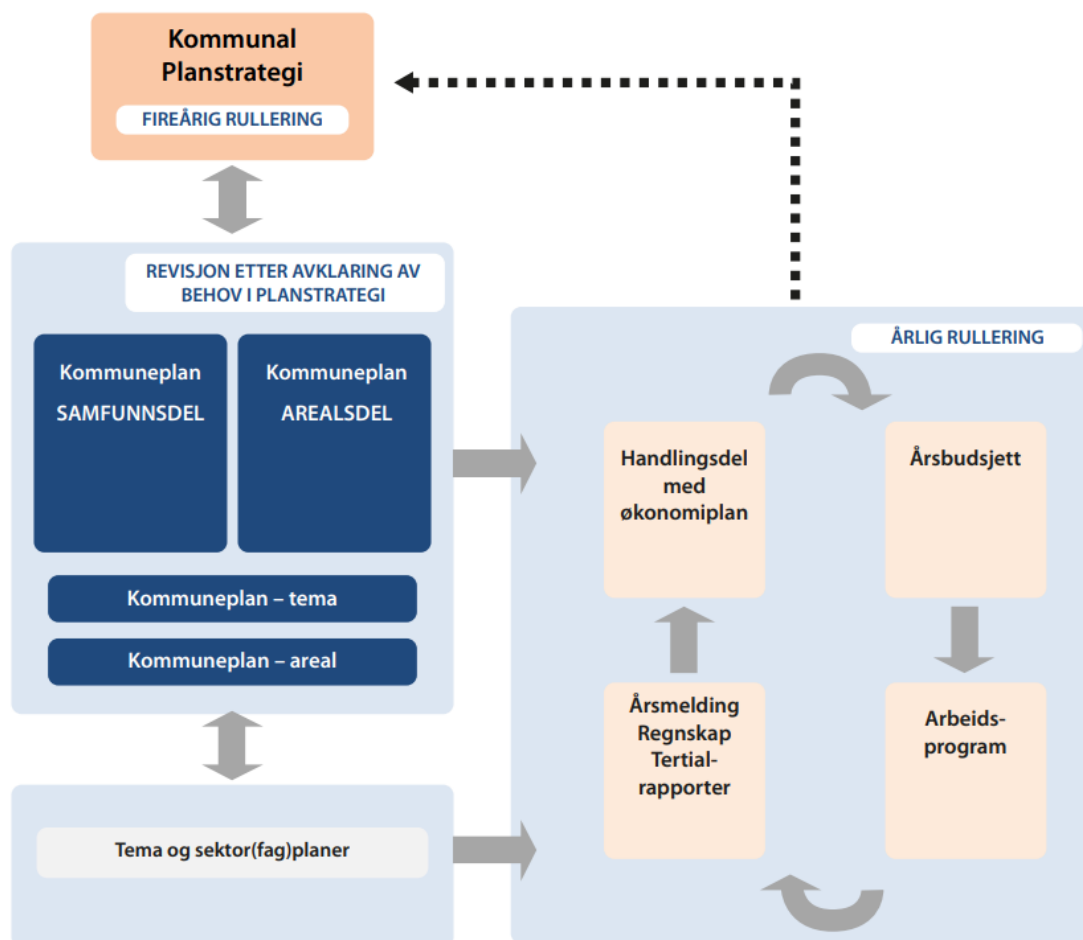 Kommunal
Planstrategi
FIREÅRIG RULLERING
REVISJON ETTER AVKLARING AV
BEHOV I PLANSTRATEGI
Kommuneplan
SAMFUNNSDEL
Kommuneplan
AREALSDEL
Kommuneplan – tema
Kommuneplan – areal
Tema og sektor(fag)planer
ÅRLIG RULLERING
Handlingsdel
med
økonomiplan
Årsbudsjett
Årsmelding
Regnskap
Tertial-
rapporter
Arbeids-
program